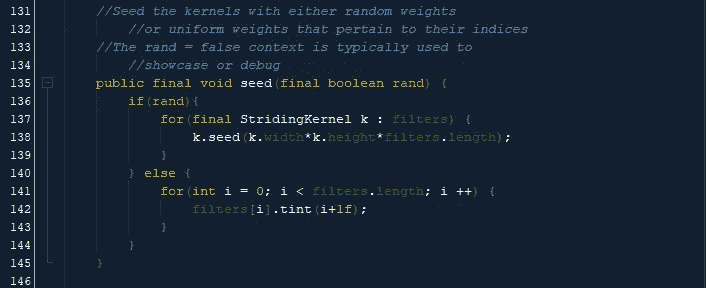 131 //Seed the kernels with either random weights
132 //or uniform weights that pertain to their indices
133 //The rand = false context is typically used to
134 //showcase or debug
135 public final void seed(final boolean rand) {
136 if(rand){
137 for(final StridingKernel k : filters) {
138 k.seed(k.width*k.height*filters.length);
139 }
140 } else {
141 for(int i = 0; i < filters.length; i ++) {
142 filters[i].tint(i+1f);
143 }
144 }
145 }
146